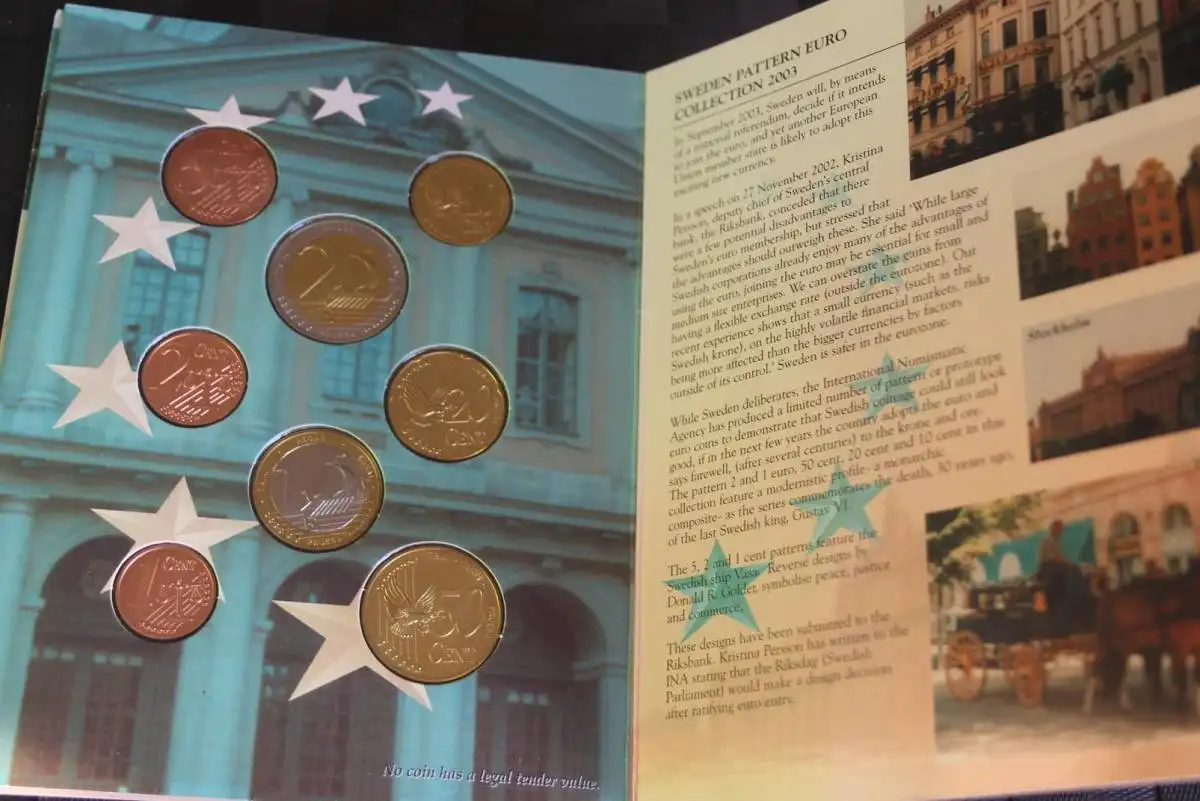 2
2 CENT
20
CENT
1
1 CENT
50
CENT
No coin has a legal tender value.
SWEDEN PATTERN EURO
COLLECTION 2003
In September 2003, Sweden will, by means
of a national referendum, decide if it intends
to join the euro, and yet another European
Union member state is likely to adopt this
exciting new currency.
In a speech on 27 November 2002, Kristina
Persson, deputy chief of Sweden's central
bank, the Riksbank, conceded that there
were a few potential disadvantages to
Sweden's euro membership, but stressed that
the advantages should outweigh these. She said 'While large
Swedish corporations already enjoy many of the advantages of
using the euro, joining the euro may be essential for small and
medium size enterprises. We can overstate the gains from
having a flexible exchange rate (outside the eurozone). Our
recent experience shows that a small currency (such as the
Swedish krone), on the highly volatile financial markets, risks
being more affected than the bigger currencies by factors
outside of its control.' Sweden is safer in the eurozone.
While Sweden deliberates, the International Numismatic
Agency has produced a limited number of pattern or prototype
euro coins to demonstrate that Swedish coinage could still look
good, if in the next few years the country adopts the euro and
says farewell, (after several centuries) to the krone and ore.
The pattern 2 and 1 euro, 50 cent, 20 cent and 10 cent in this
collection feature a modernistic profile- a monarchac
composite- as the series commemorates the death, 30 years ago,
of the last Swedish king, Gustav VI.
The 5, 2 and 1 cent patterns feature the
Swedish ship Vasa. Reverse designs by
Donald R. Golder, symbolise peace, justice
and commerce.
These designs have been submitted to the
Riksbank. Kristina Persson has written to the
INA stating that the Riksdag (Swedish
Parliament) would make a design decision
after ratifying euro entry.
Stockholm